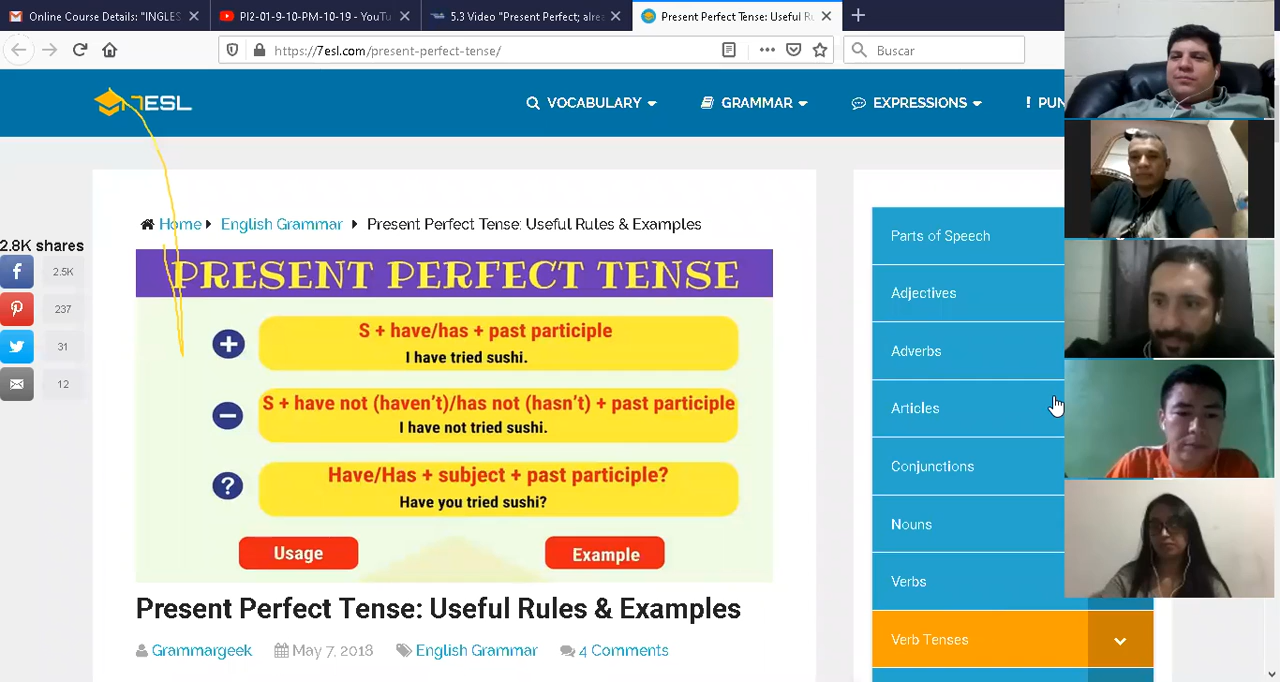 Online Course Details: "INGLES
PI2-01-9-10-PM-10-19 - YouTu
5.3 Video "Present Perfect; alre
Present Perfect Tense: Useful Ru
https://7esl.com/present-perfect-tense/
Buscar
7ESL
VOCABULARY
GRAMMAR
EXPRESSIONS
! PUN
Home
English Grammar
Present Perfect Tense: Useful Rules & Examples
2.8K shares
2.5K
237
31
12
PRESENT PERFECT TENSE
+
S + have/has + past participle
I have tried sushi.
−
S + have not (haven't)/has not (hasn't) + past participle
I have not tried sushi.
?
Have/Has + subject + past participle?
Have you tried sushi?
Usage
Example
Present Perfect Tense: Useful Rules & Examples
Grammargeek
May 7, 2018
English Grammar
4 Comments
Parts of Speech
Adjectives
Adverbs
Articles
Conjunctions
Nouns
Verbs
Verb Tenses